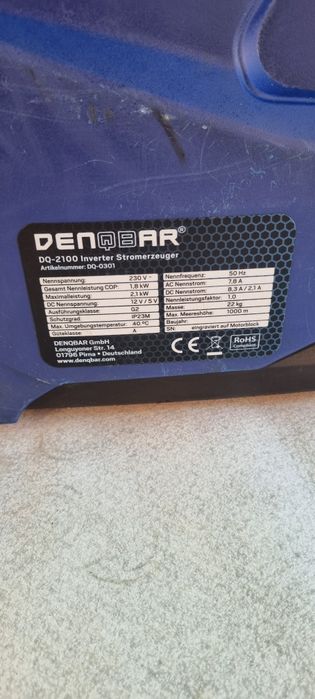 DENQBAR®
DQ-2100 Inverter Stromerzeuger
Artikelnummer: DQ-0301
Nennspannung: 230 V ~
Gesamt Nennleistung COP: 1,8 kW
Maximalleistung: 2,1 kW
DC Nennspannung: 12 V / 5 V
Ausführungsklasse: G2
Schutzgrad: IP23M
Max. Umgebungstemperatur: 40 °C
Güteklasse: A
Nennfrequenz: 50 Hz
AC Nennstrom: 7,8 A
DC Nennstrom: 8,3 A / 2,1 A
Nennleistungsfaktor: 1,0
Masse: 22 kg
Max. Meereshöhe: 1000 m
Baujahr:
SN: eingraviert auf Motorblock
DENQBAR GmbH
Longuyoner Str. 14
01796 Pirna • Deutschland
www.denqbar.com
CE
RoHS
Compliant